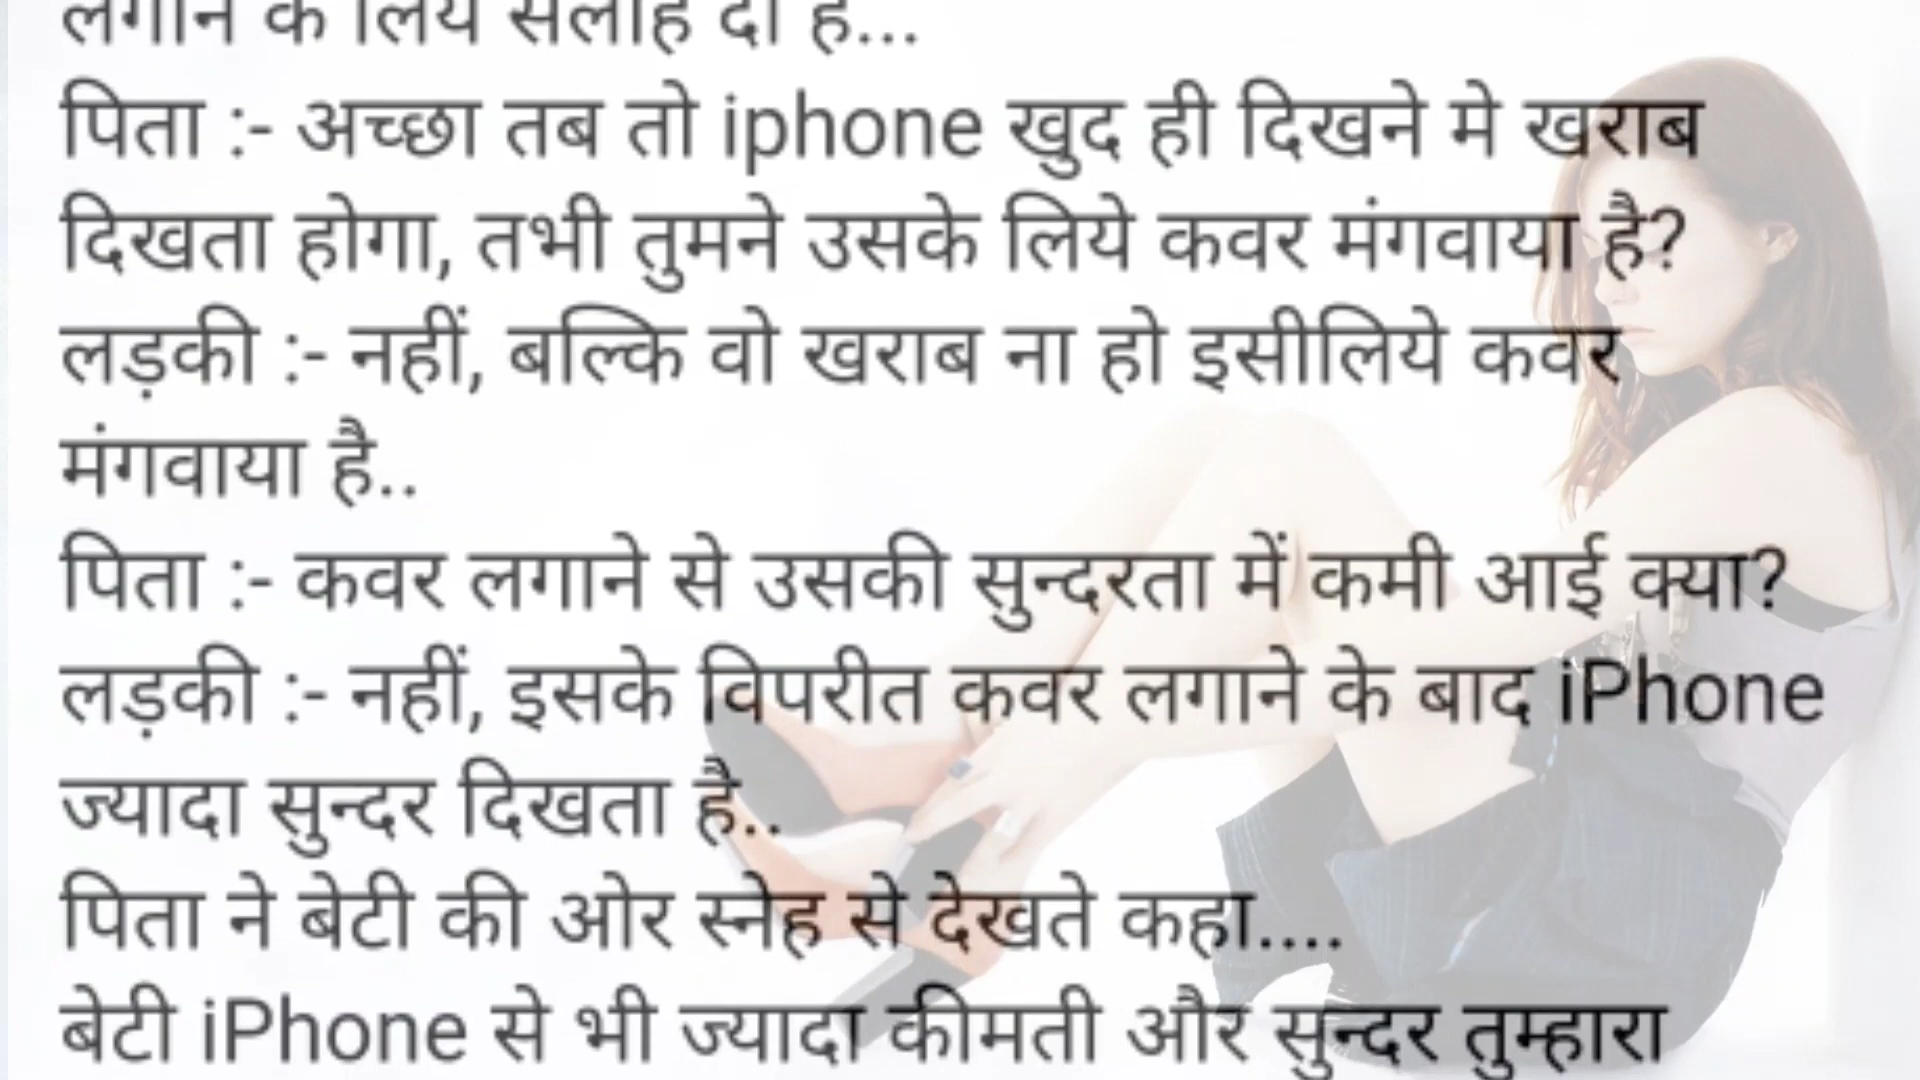 लगाने के लिये सलाह दी है...
पिता :- अच्छा तब तो iphone खुद ही दिखने मे खराब
दिखता होगा, तभी तुमने उसके लिये कवर मंगवाया है?
लड़की :- नहीं, बल्कि वो खराब ना हो इसीलिये कवर
मंगवाया है..
पिता :- कवर लगाने से उसकी सुन्दरता में कमी आई क्या?
लड़की :- नहीं, इसके विपरीत कवर लगाने के बाद iPhone
ज्यादा सुन्दर दिखता है..
पिता ने बेटी की ओर स्नेह से देखते कहा....
बेटी iPhone से भी ज्यादा कीमती और सुन्दर तुम्हारा